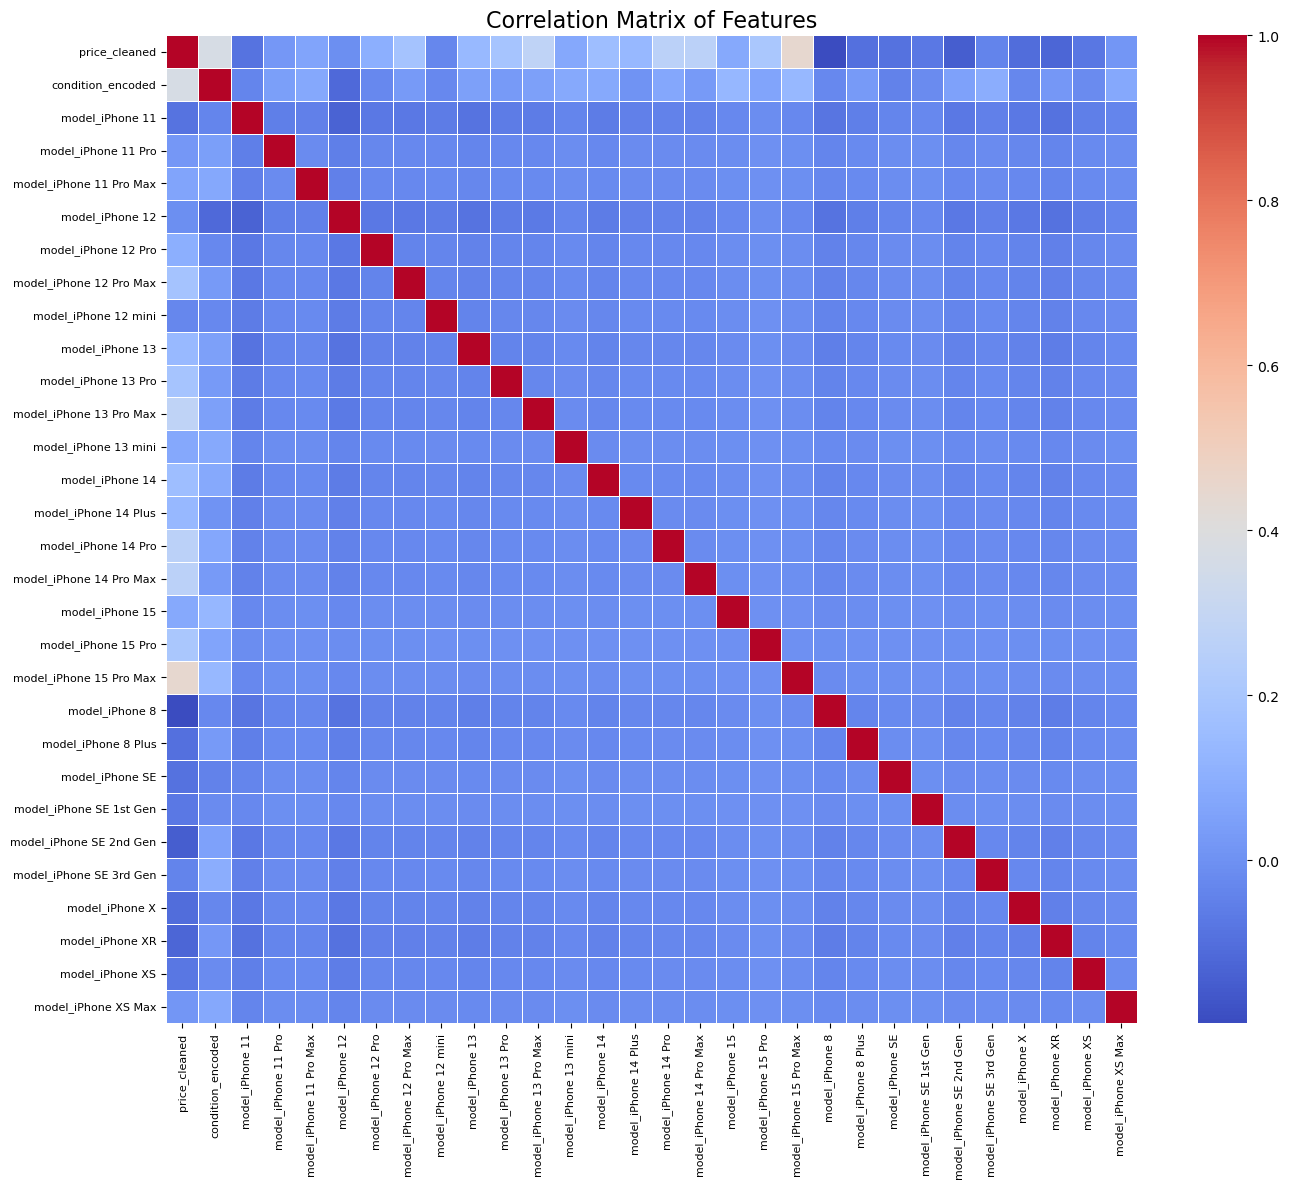 Correlation Matrix of Features
price_cleaned
condition_encoded
model_iPhone 11
model_iPhone 11 Pro
model_iPhone 11 Pro Max
model_iPhone 12
model_iPhone 12 Pro
model_iPhone 12 Pro Max
model_iPhone 12 mini
model_iPhone 13
model_iPhone 13 Pro
model_iPhone 13 Pro Max
model_iPhone 13 mini
model_iPhone 14
model_iPhone 14 Plus
model_iPhone 14 Pro
model_iPhone 14 Pro Max
model_iPhone 15
model_iPhone 15 Pro
model_iPhone 15 Pro Max
model_iPhone 8
model_iPhone 8 Plus
model_iPhone SE
model_iPhone SE 1st Gen
model_iPhone SE 2nd Gen
model_iPhone SE 3rd Gen
model_iPhone X
model_iPhone XR
model_iPhone XS
model_iPhone XS Max
price_cleaned
condition_encoded
model_iPhone 11
model_iPhone 11 Pro
model_iPhone 11 Pro Max
model_iPhone 12
model_iPhone 12 Pro
model_iPhone 12 Pro Max
model_iPhone 12 mini
model_iPhone 13
model_iPhone 13 Pro
model_iPhone 13 Pro Max
model_iPhone 13 mini
model_iPhone 14
model_iPhone 14 Plus
model_iPhone 14 Pro
model_iPhone 14 Pro Max
model_iPhone 15
model_iPhone 15 Pro
model_iPhone 15 Pro Max
model_iPhone 8
model_iPhone 8 Plus
model_iPhone SE
model_iPhone SE 1st Gen
model_iPhone SE 2nd Gen
model_iPhone SE 3rd Gen
model_iPhone X
model_iPhone XR
model_iPhone XS
model_iPhone XS Max
1.0
0.8
0.6
0.4
0.2
0.0